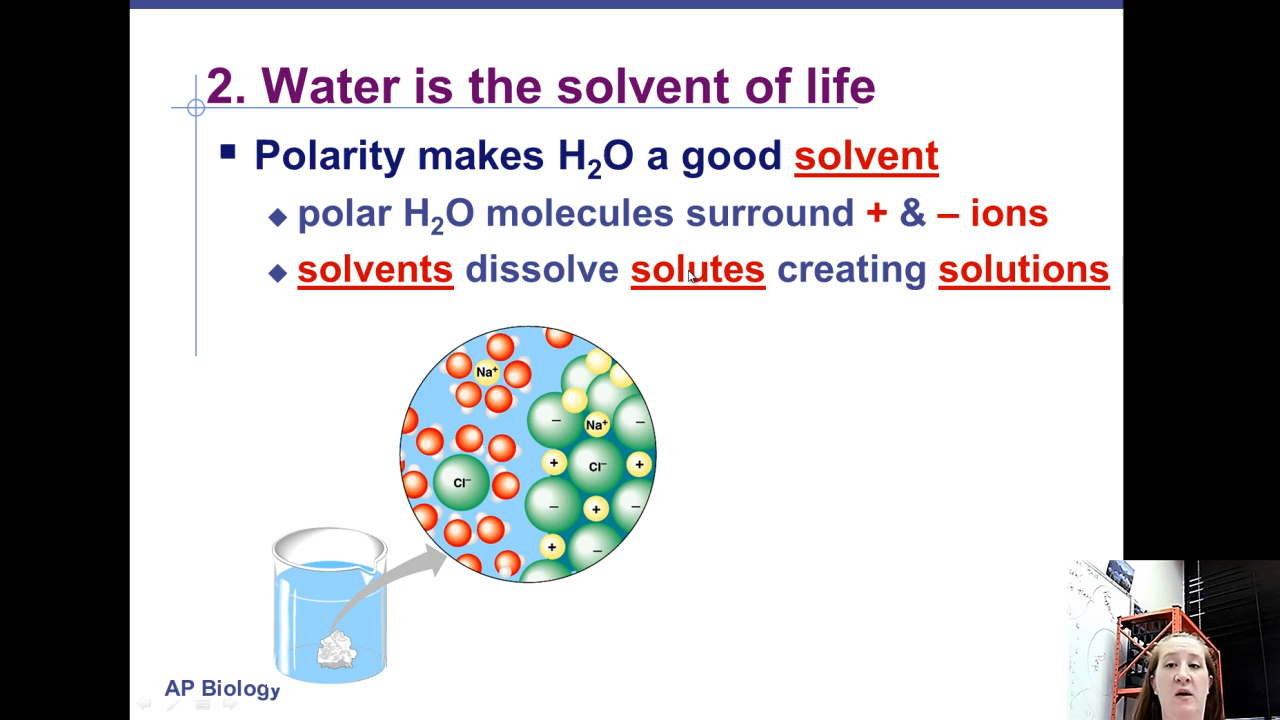 2. Water is the solvent of life
Polarity makes H₂O a good solvent
polar H₂O molecules surround + & – ions
solvents dissolve solutes creating solutions
Na⁺
– Na⁺ –
+ Cl⁻ +
Cl⁻
– + –
+ –
AP Biology